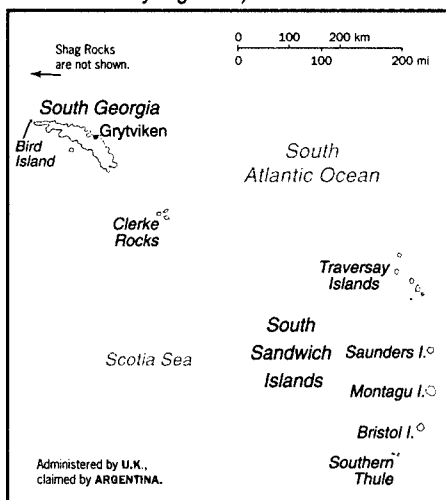 Shag Rocks
are not shown.
0 100 200 km
0 100 200 mi
South Georgia
Grytviken
Bird
Island
South
Atlantic Ocean
Clerke
Rocks
Traversay
Islands
South
Sandwich
Islands
Saunders I.
Scotia Sea
Montagu I.
Bristol I.
Southern
Thule
Administered by U.K.,
claimed by ARGENTINA.